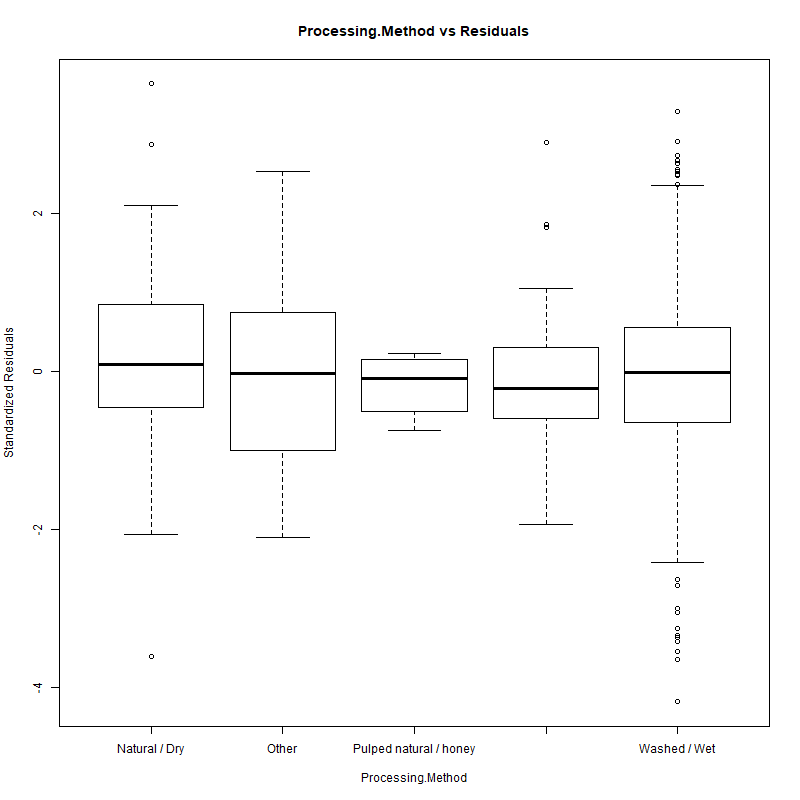 Processing.Method vs Residuals
Standardized Residuals
2
0
-2
-4
Natural / Dry Other Pulped natural / honey Washed / Wet
Processing.Method